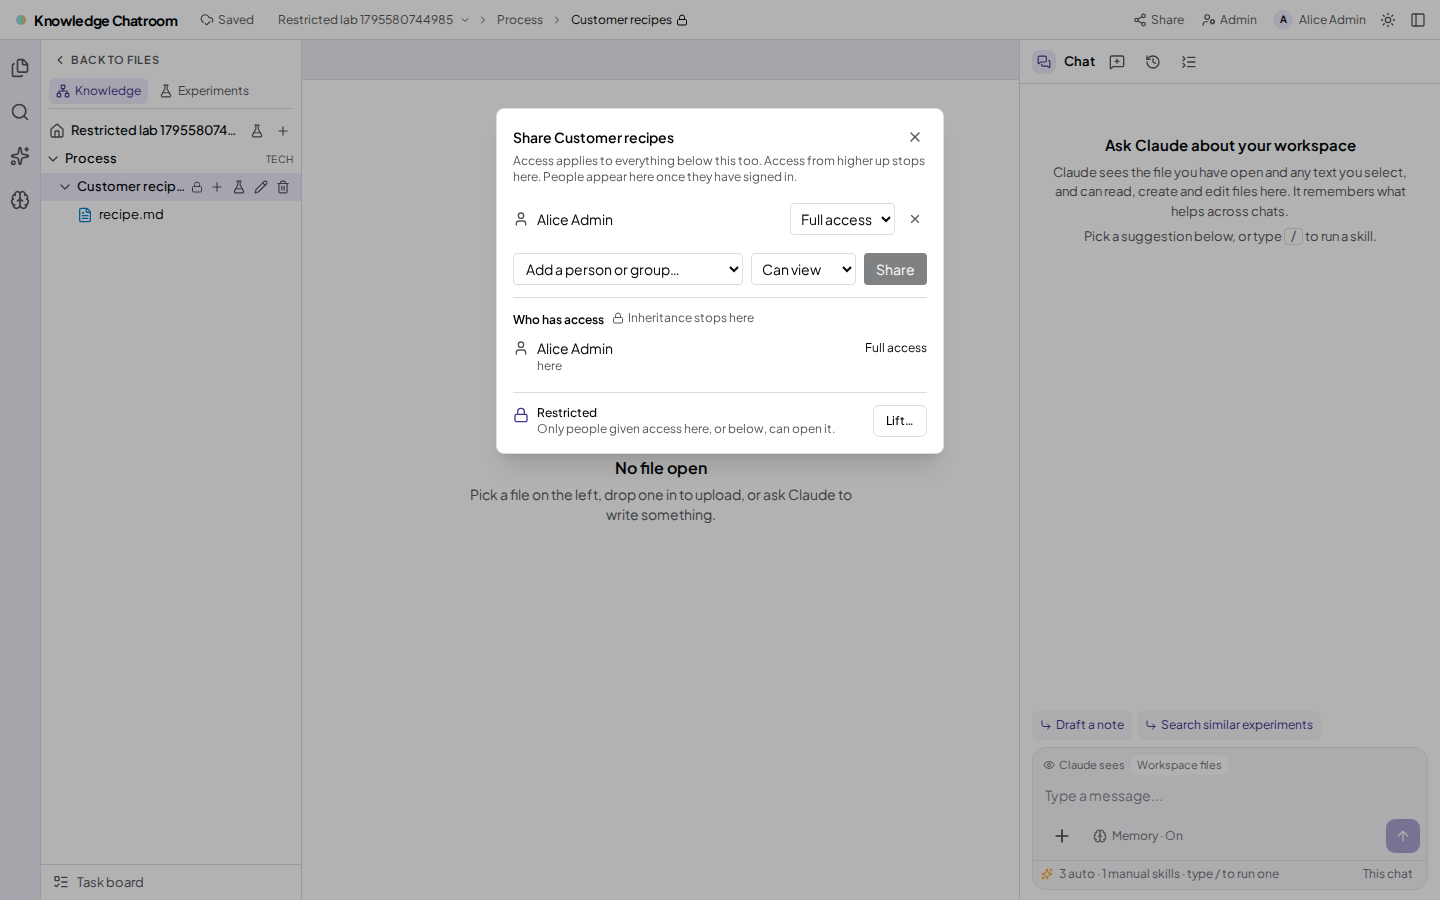 Knowledge Chatroom
Saved
Restricted lab 1795580744985
Process
Customer recipes
Share
Admin
A
Alice Admin
BACK TO FILES
Knowledge
Experiments
Restricted lab 179558074...
Process
TECH
Customer recip...
recipe.md
Task board
Share Customer recipes
Access applies to everything below this too. Access from higher up stops
here. People appear here once they have signed in.
Alice Admin
Full access
Add a person or group...
Can view
Share
Who has access
Inheritance stops here
Alice Admin
Full access
here
Restricted
Only people given access here, or below, can open it.
Lift...
No file open
Pick a file on the left, drop one in to upload, or ask Claude to
write something.
Chat
Ask Claude about your workspace
Claude sees the file you have open and any text you select,
and can read, create and edit files here. It remembers what
helps across chats.
Pick a suggestion below, or type / to run a skill.
Draft a note
Search similar experiments
Claude sees
Workspace files
Type a message...
Memory · On
3 auto · 1 manual skills · type / to run one
This chat